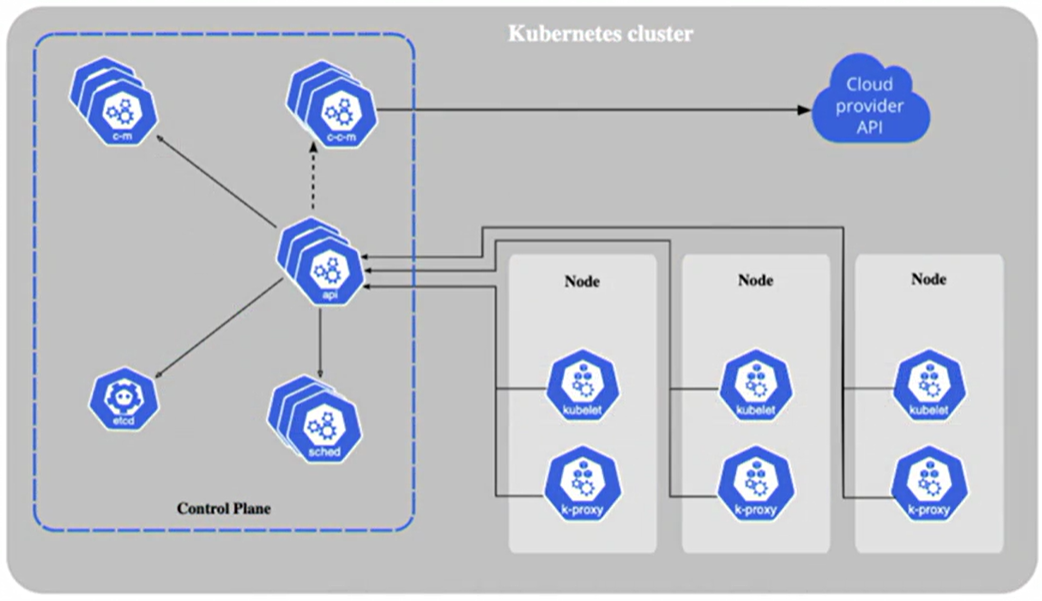 Kubernetes cluster
c-m
c-c-m
Cloud
provider
API
api
Node
Node
Node
etcd
sched
kubelet
kubelet
kubelet
k-proxy
k-proxy
k-proxy
Control Plane